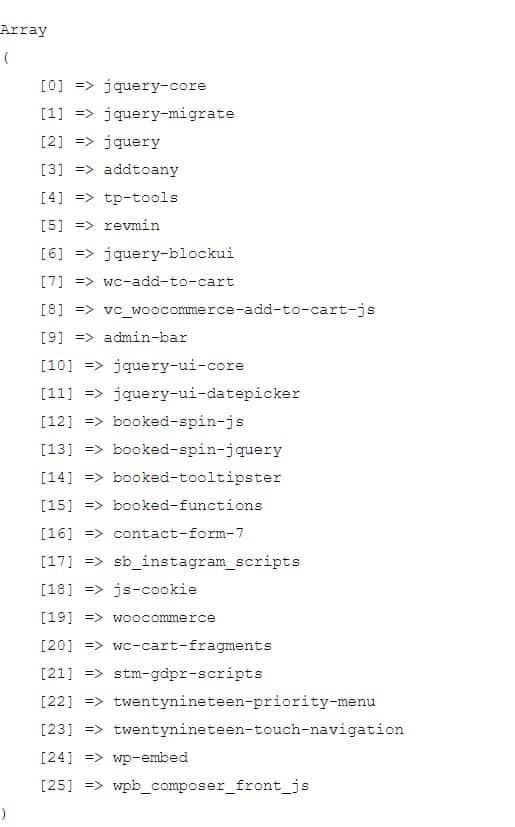 Array
(
[0] => jquery-core
[1] => jquery-migrate
[2] => jquery
[3] => addtoany
[4] => tp-tools
[5] => revmin
[6] => jquery-blockui
[7] => wc-add-to-cart
[8] => vc_woocommerce-add-to-cart-js
[9] => admin-bar
[10] => jquery-ui-core
[11] => jquery-ui-datepicker
[12] => booked-spin-js
[13] => booked-spin-jquery
[14] => booked-tooltipster
[15] => booked-functions
[16] => contact-form-7
[17] => sb_instagram_scripts
[18] => js-cookie
[19] => woocommerce
[20] => wc-cart-fragments
[21] => stm-gdpr-scripts
[22] => twentynineteen-priority-menu
[23] => twentynineteen-touch-navigation
[24] => wp-embed
[25] => wpb_composer_front_js
)